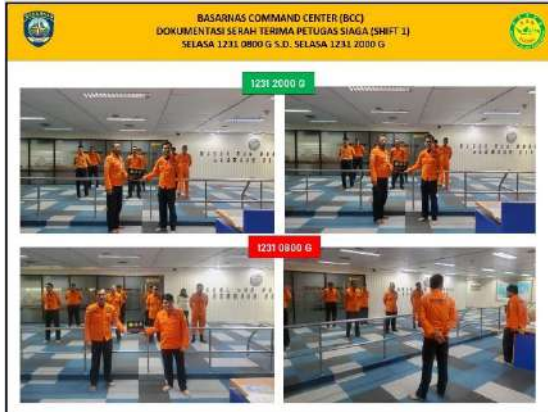 BASARNAS COMMAND CENTER (BCC)
DOKUMENTASI SERAH TERIMA PETUGAS SIAGA (SHIFT 1)
SELASA 1231 0800 G S.D. SELASA 1231 2000 G
1231 2000 G
1231 0800 G